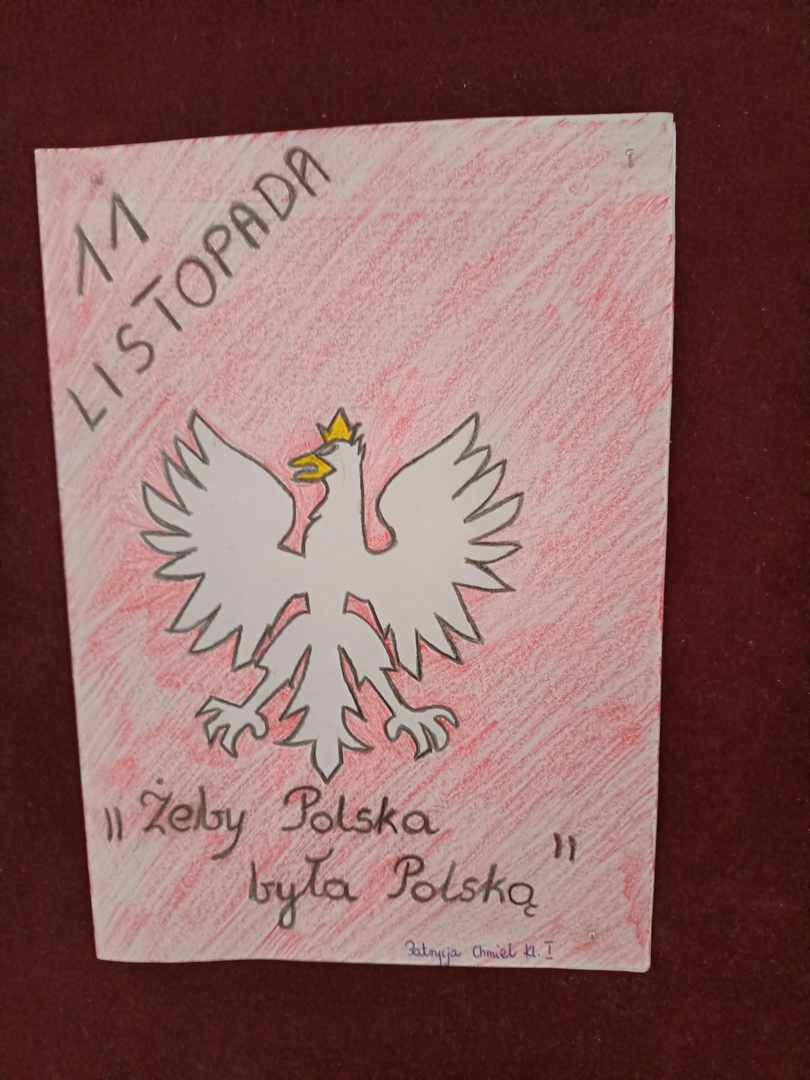 11
LISTOPADA
„Żeby Polska
była Polską”
Patrycja Chmiel kl. I